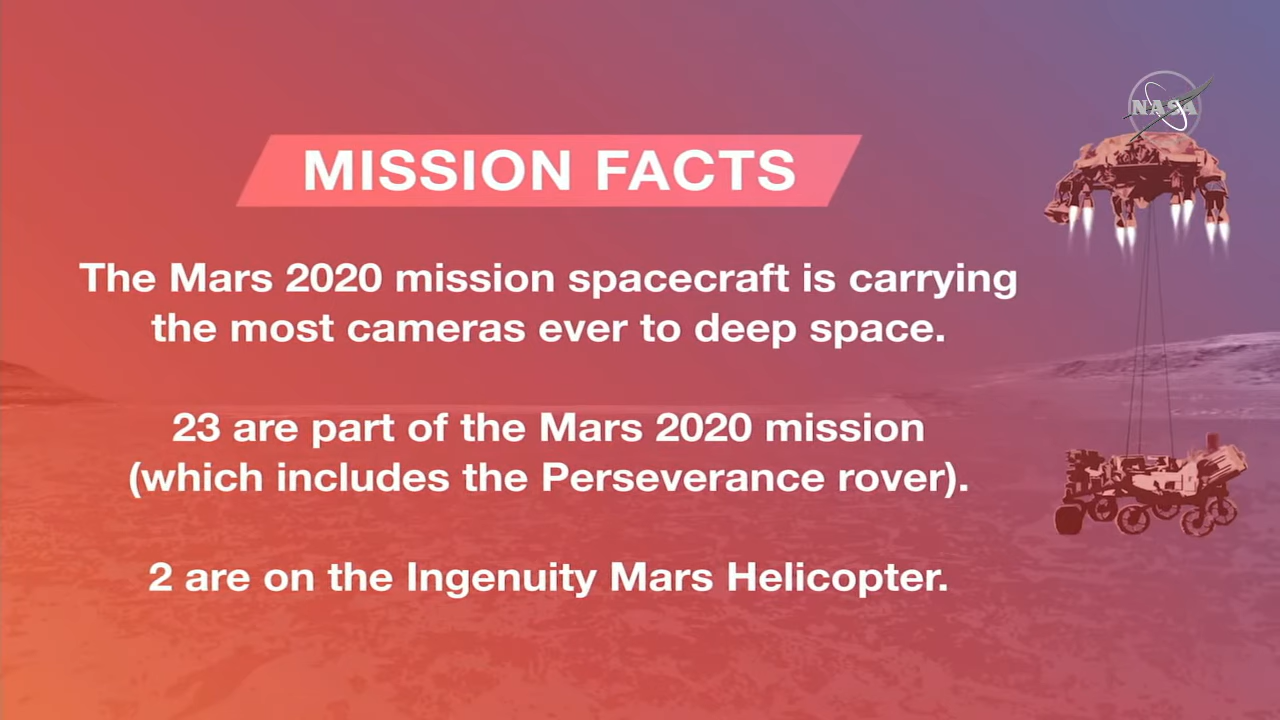 NASA
MISSION FACTS
The Mars 2020 mission spacecraft is carrying
the most cameras ever to deep space.
23 are part of the Mars 2020 mission
(which includes the Perseverance rover).
2 are on the Ingenuity Mars Helicopter.